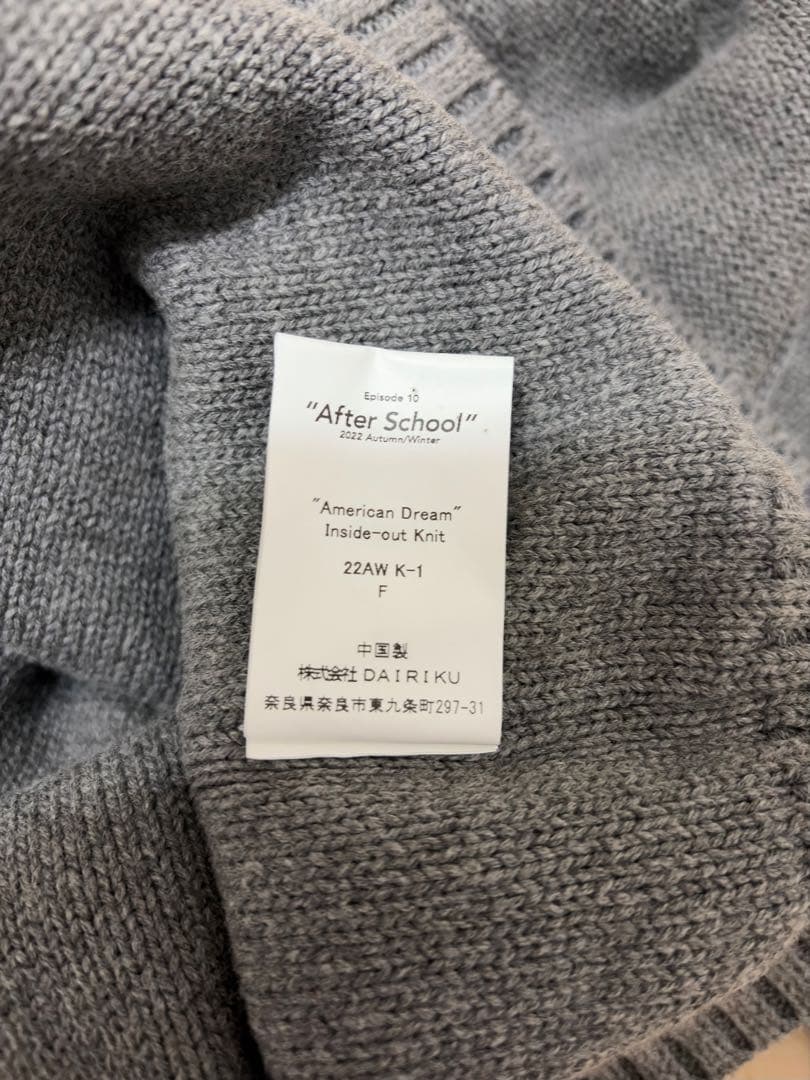 Episode 10
"After School"
2022 Autumn/Winter
"American Dream"
Inside-out Knit
22AW K-1
F
中国製
株式会社 DAIRIKU
奈良県奈良市東九条町297-31